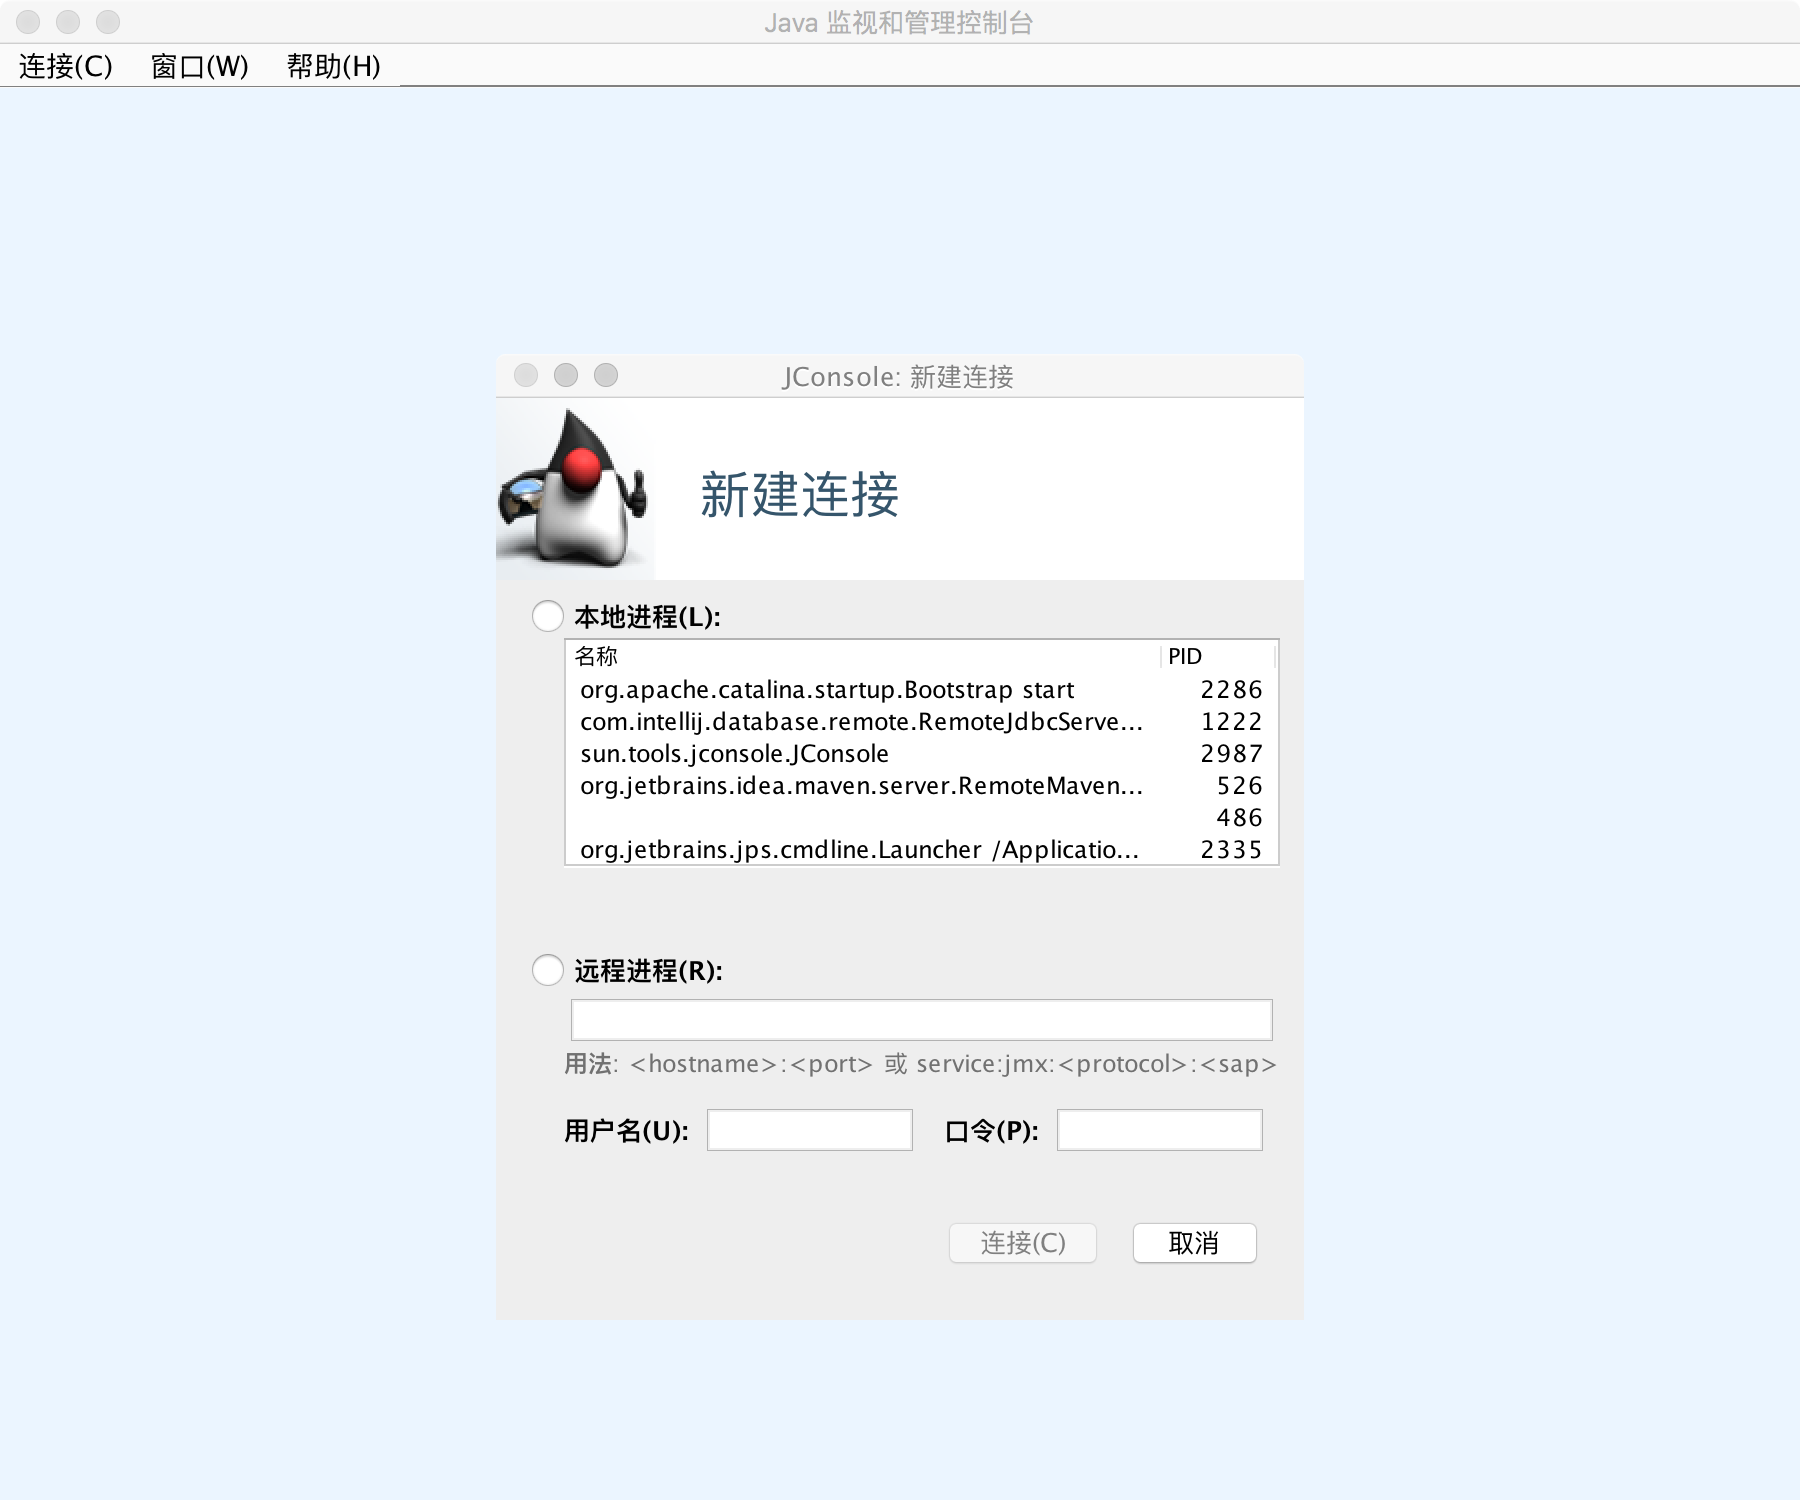 Java 监视和管理控制台
连接(C) 窗口(W) 帮助(H)
JConsole: 新建连接
新建连接
本地进程(L):
名称 PID
org.apache.catalina.startup.Bootstrap start 2286
com.intellij.database.remote.RemoteJdbcServe... 1222
sun.tools.jconsole.JConsole 2987
org.jetbrains.idea.maven.server.RemoteMaven... 526
486
org.jetbrains.jps.cmdline.Launcher /Applicatio... 2335
远程进程(R):
用法: <hostname>:<port> 或 service:jmx:<protocol>:<sap>
用户名(U): 口令(P):
连接(C) 取消